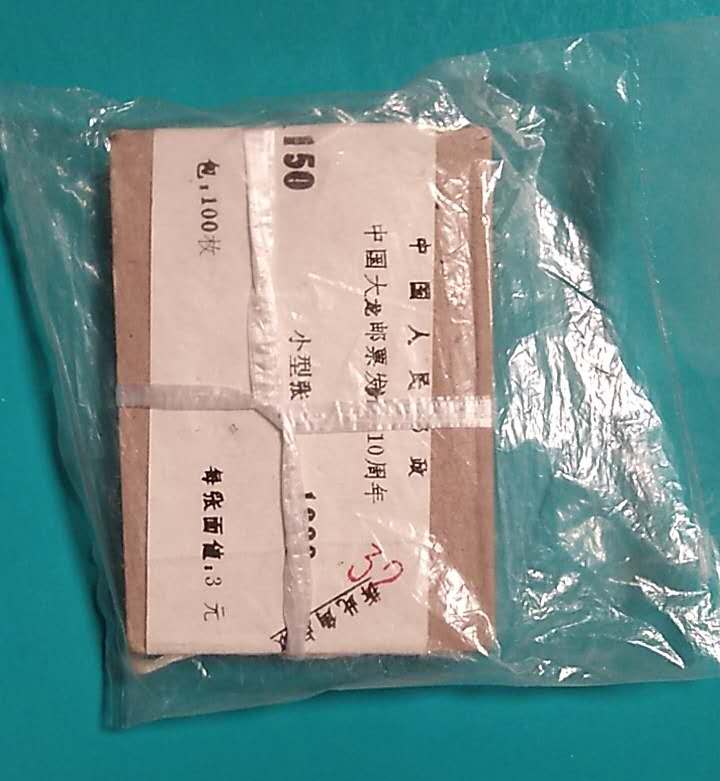 中国人民 政
中国大龙邮票发 10周年
小型张
150
包:100枚
每张面值:3元